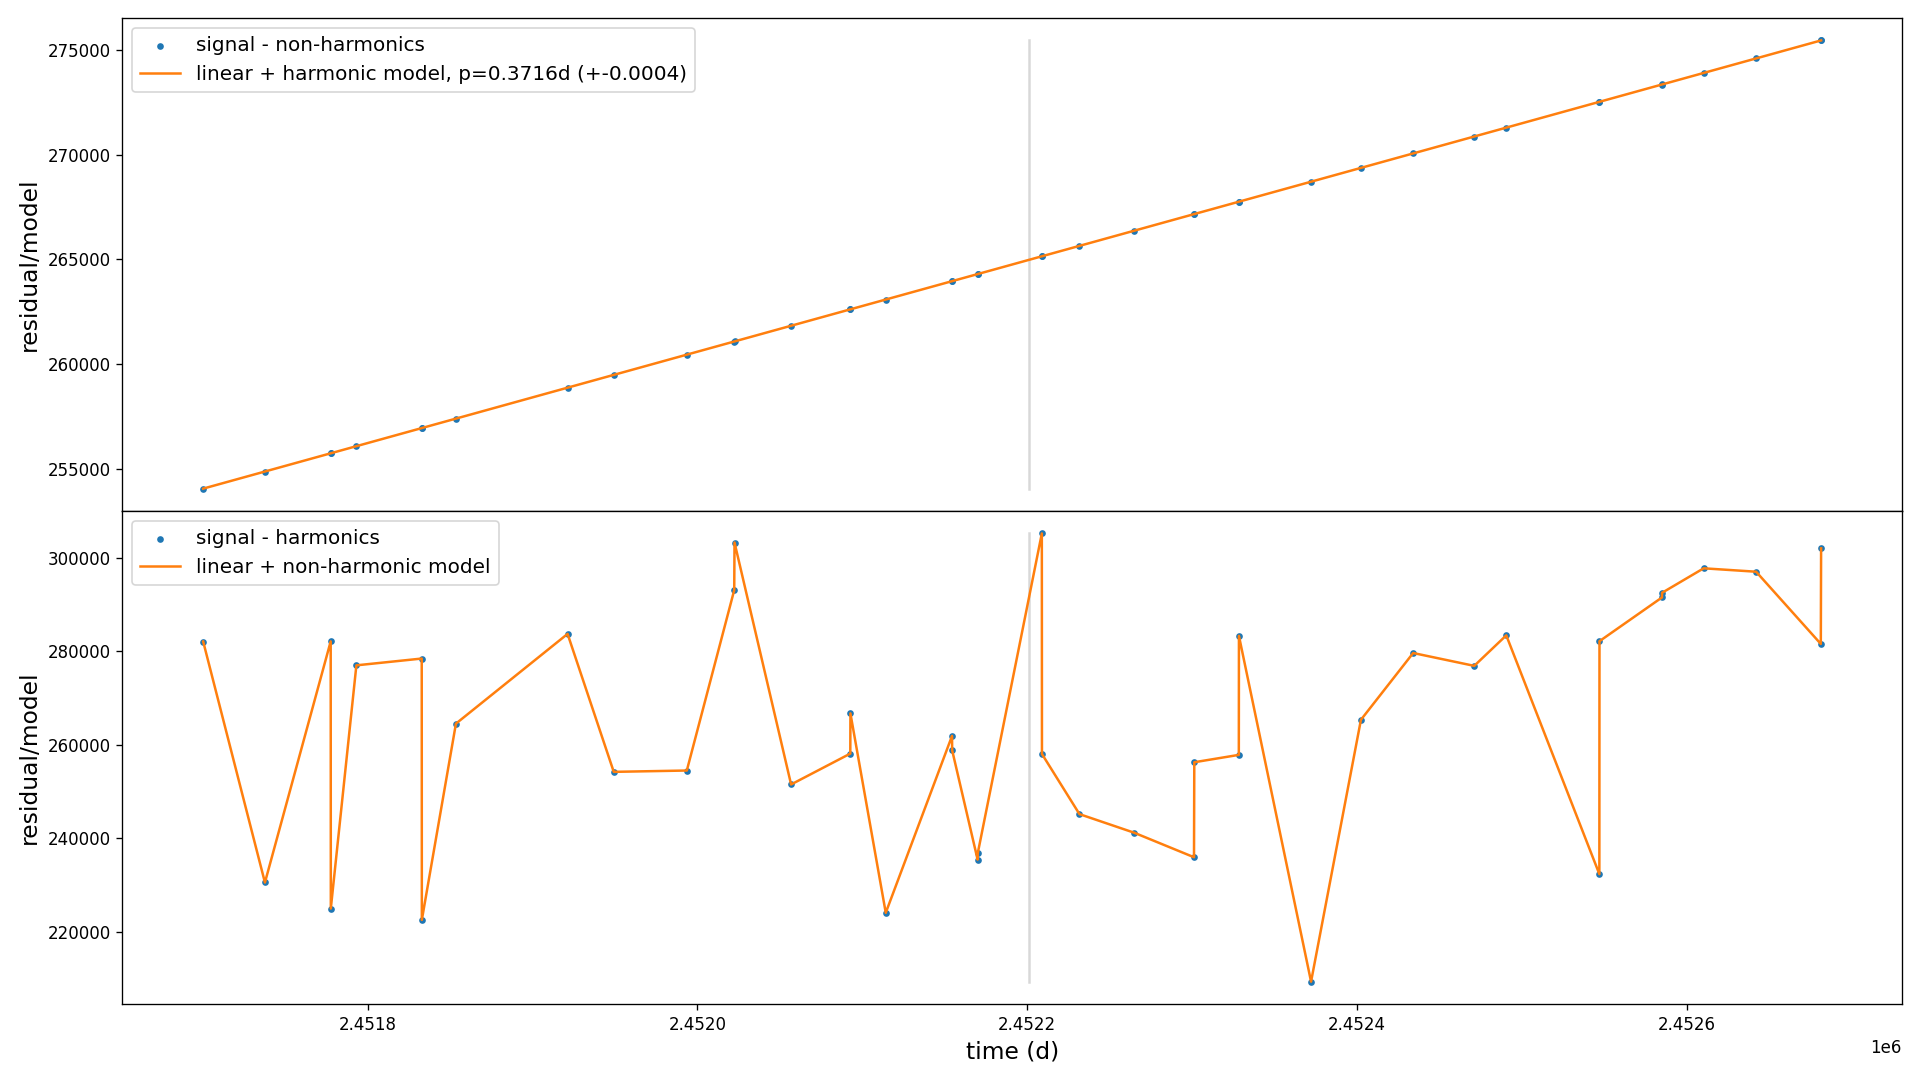 signal - non-harmonics
linear + harmonic model, p=0.3716d (+-0.0004)
275000
270000
265000
260000
255000
residual/model
signal - harmonics
linear + non-harmonic model
300000
280000
260000
240000
220000
residual/model
2.4518 2.4520 2.4522 2.4524 2.4526
time (d)
1e6